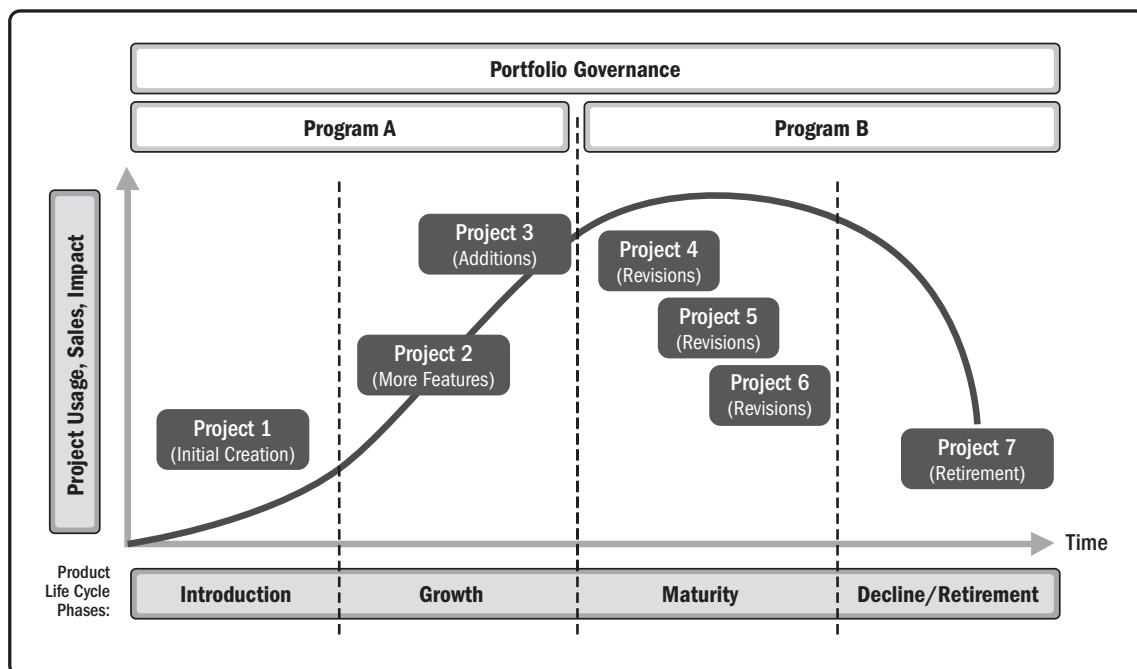 Portfolio Governance
Program A
Program B
Project Usage, Sales, Impact
Project 3
(Additions)
Project 4
(Revisions)
Project 5
(Revisions)
Project 2
(More Features)
Project 6
(Revisions)
Project 1
(Initial Creation)
Project 7
(Retirement)
Time
Product
Life Cycle
Phases:
Introduction
Growth
Maturity
Decline/Retirement